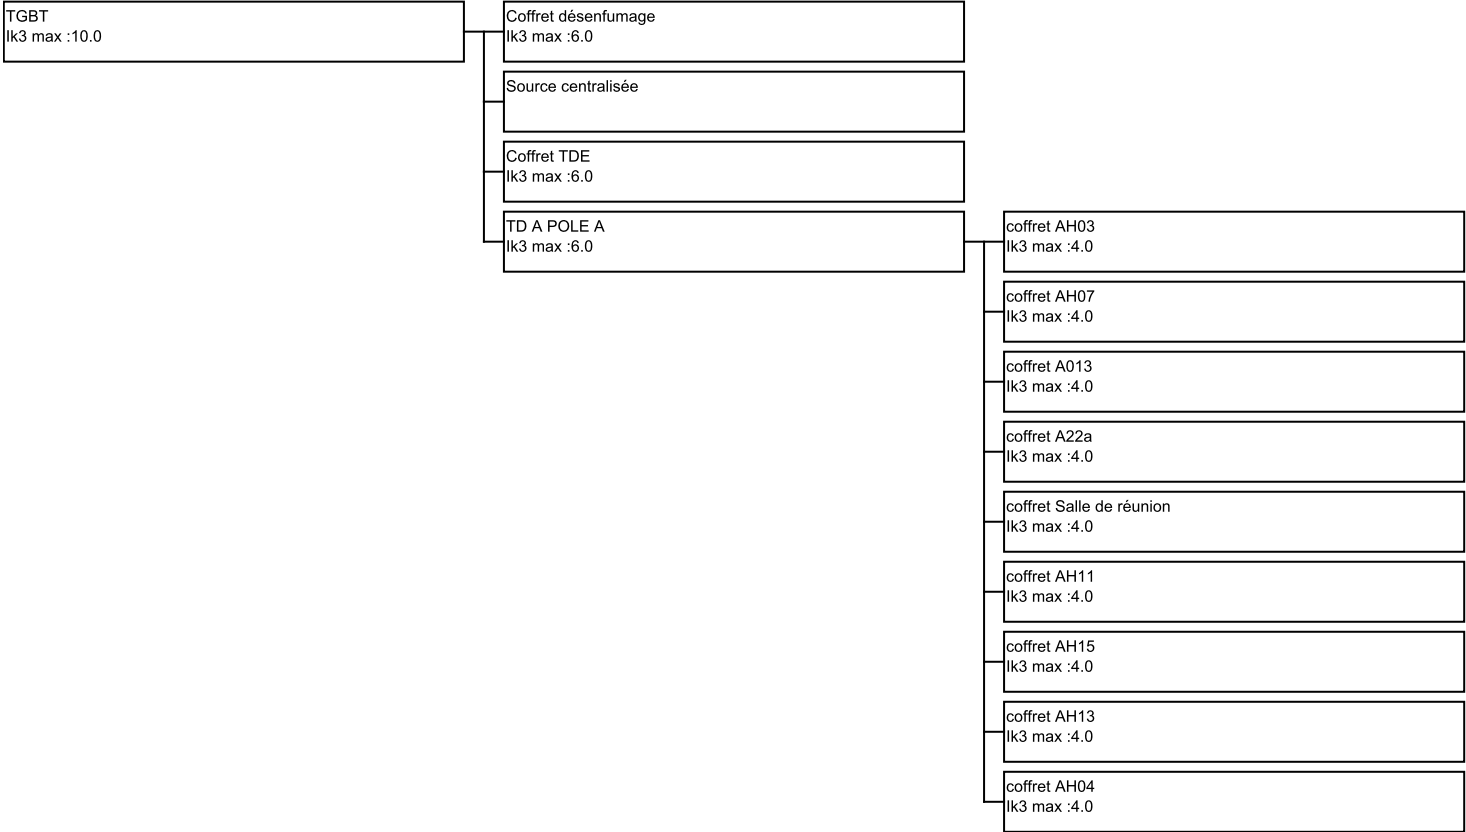 TGBT
Ik3 max :10.0
Coffret désenfumage
Ik3 max :6.0
Source centralisée
Coffret TDE
Ik3 max :6.0
TD A POLE A
Ik3 max :6.0
coffret AH03
Ik3 max :4.0
coffret AH07
Ik3 max :4.0
coffret A013
Ik3 max :4.0
coffret A22a
Ik3 max :4.0
coffret Salle de réunion
Ik3 max :4.0
coffret AH11
Ik3 max :4.0
coffret AH15
Ik3 max :4.0
coffret AH13
Ik3 max :4.0
coffret AH04
Ik3 max :4.0